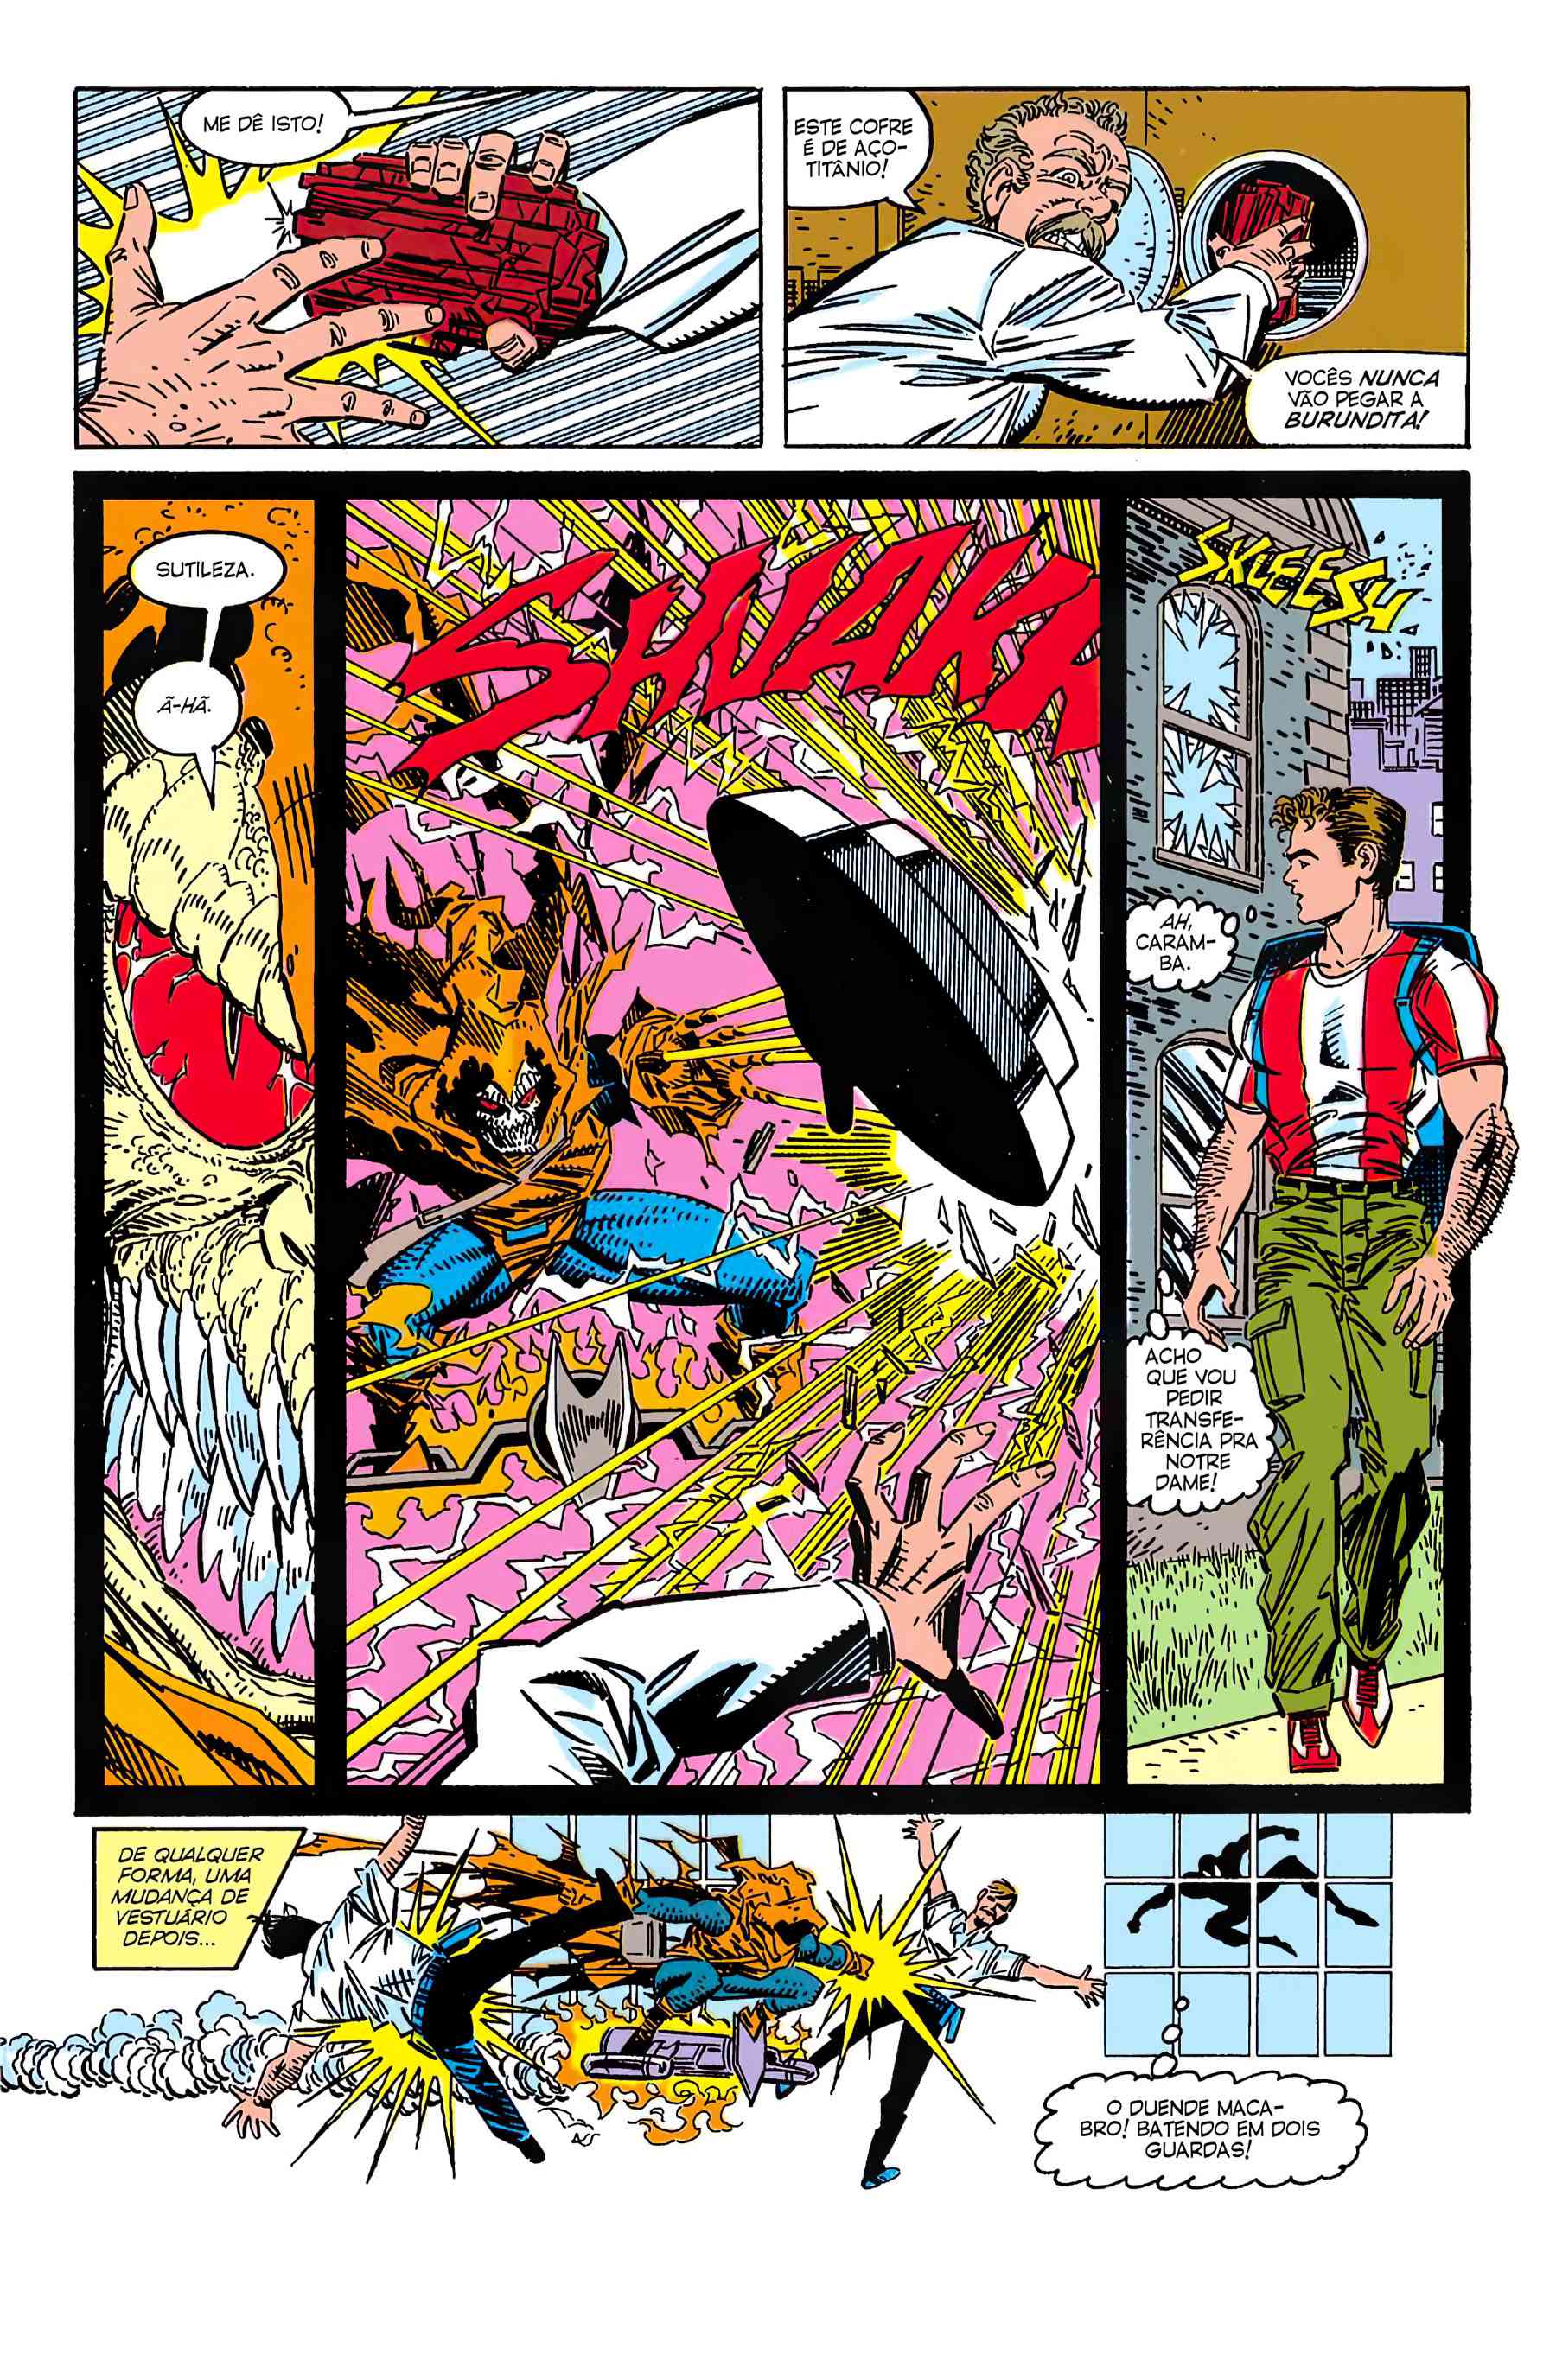 ME DÊ ISTO!
ESTE COFRE
É DE AÇO-
TITÂNIO!
VOCÊS NUNCA
VÃO PEGAR A
BURUNDITA!
SUTILEZA.
Ã-HÃ.
SHVAKK
SKLEESH
AH,
CARAM-
BA.
ACHO
QUE VOU
PEDIR
TRANSFE-
RÊNCIA PRA
NOTRE
DAME!
DE QUALQUER
FORMA, UMA
MUDANÇA DE
VESTUÁRIO
DEPOIS...
O DUENDE MACA-
BRO! BATENDO EM DOIS
GUARDAS!